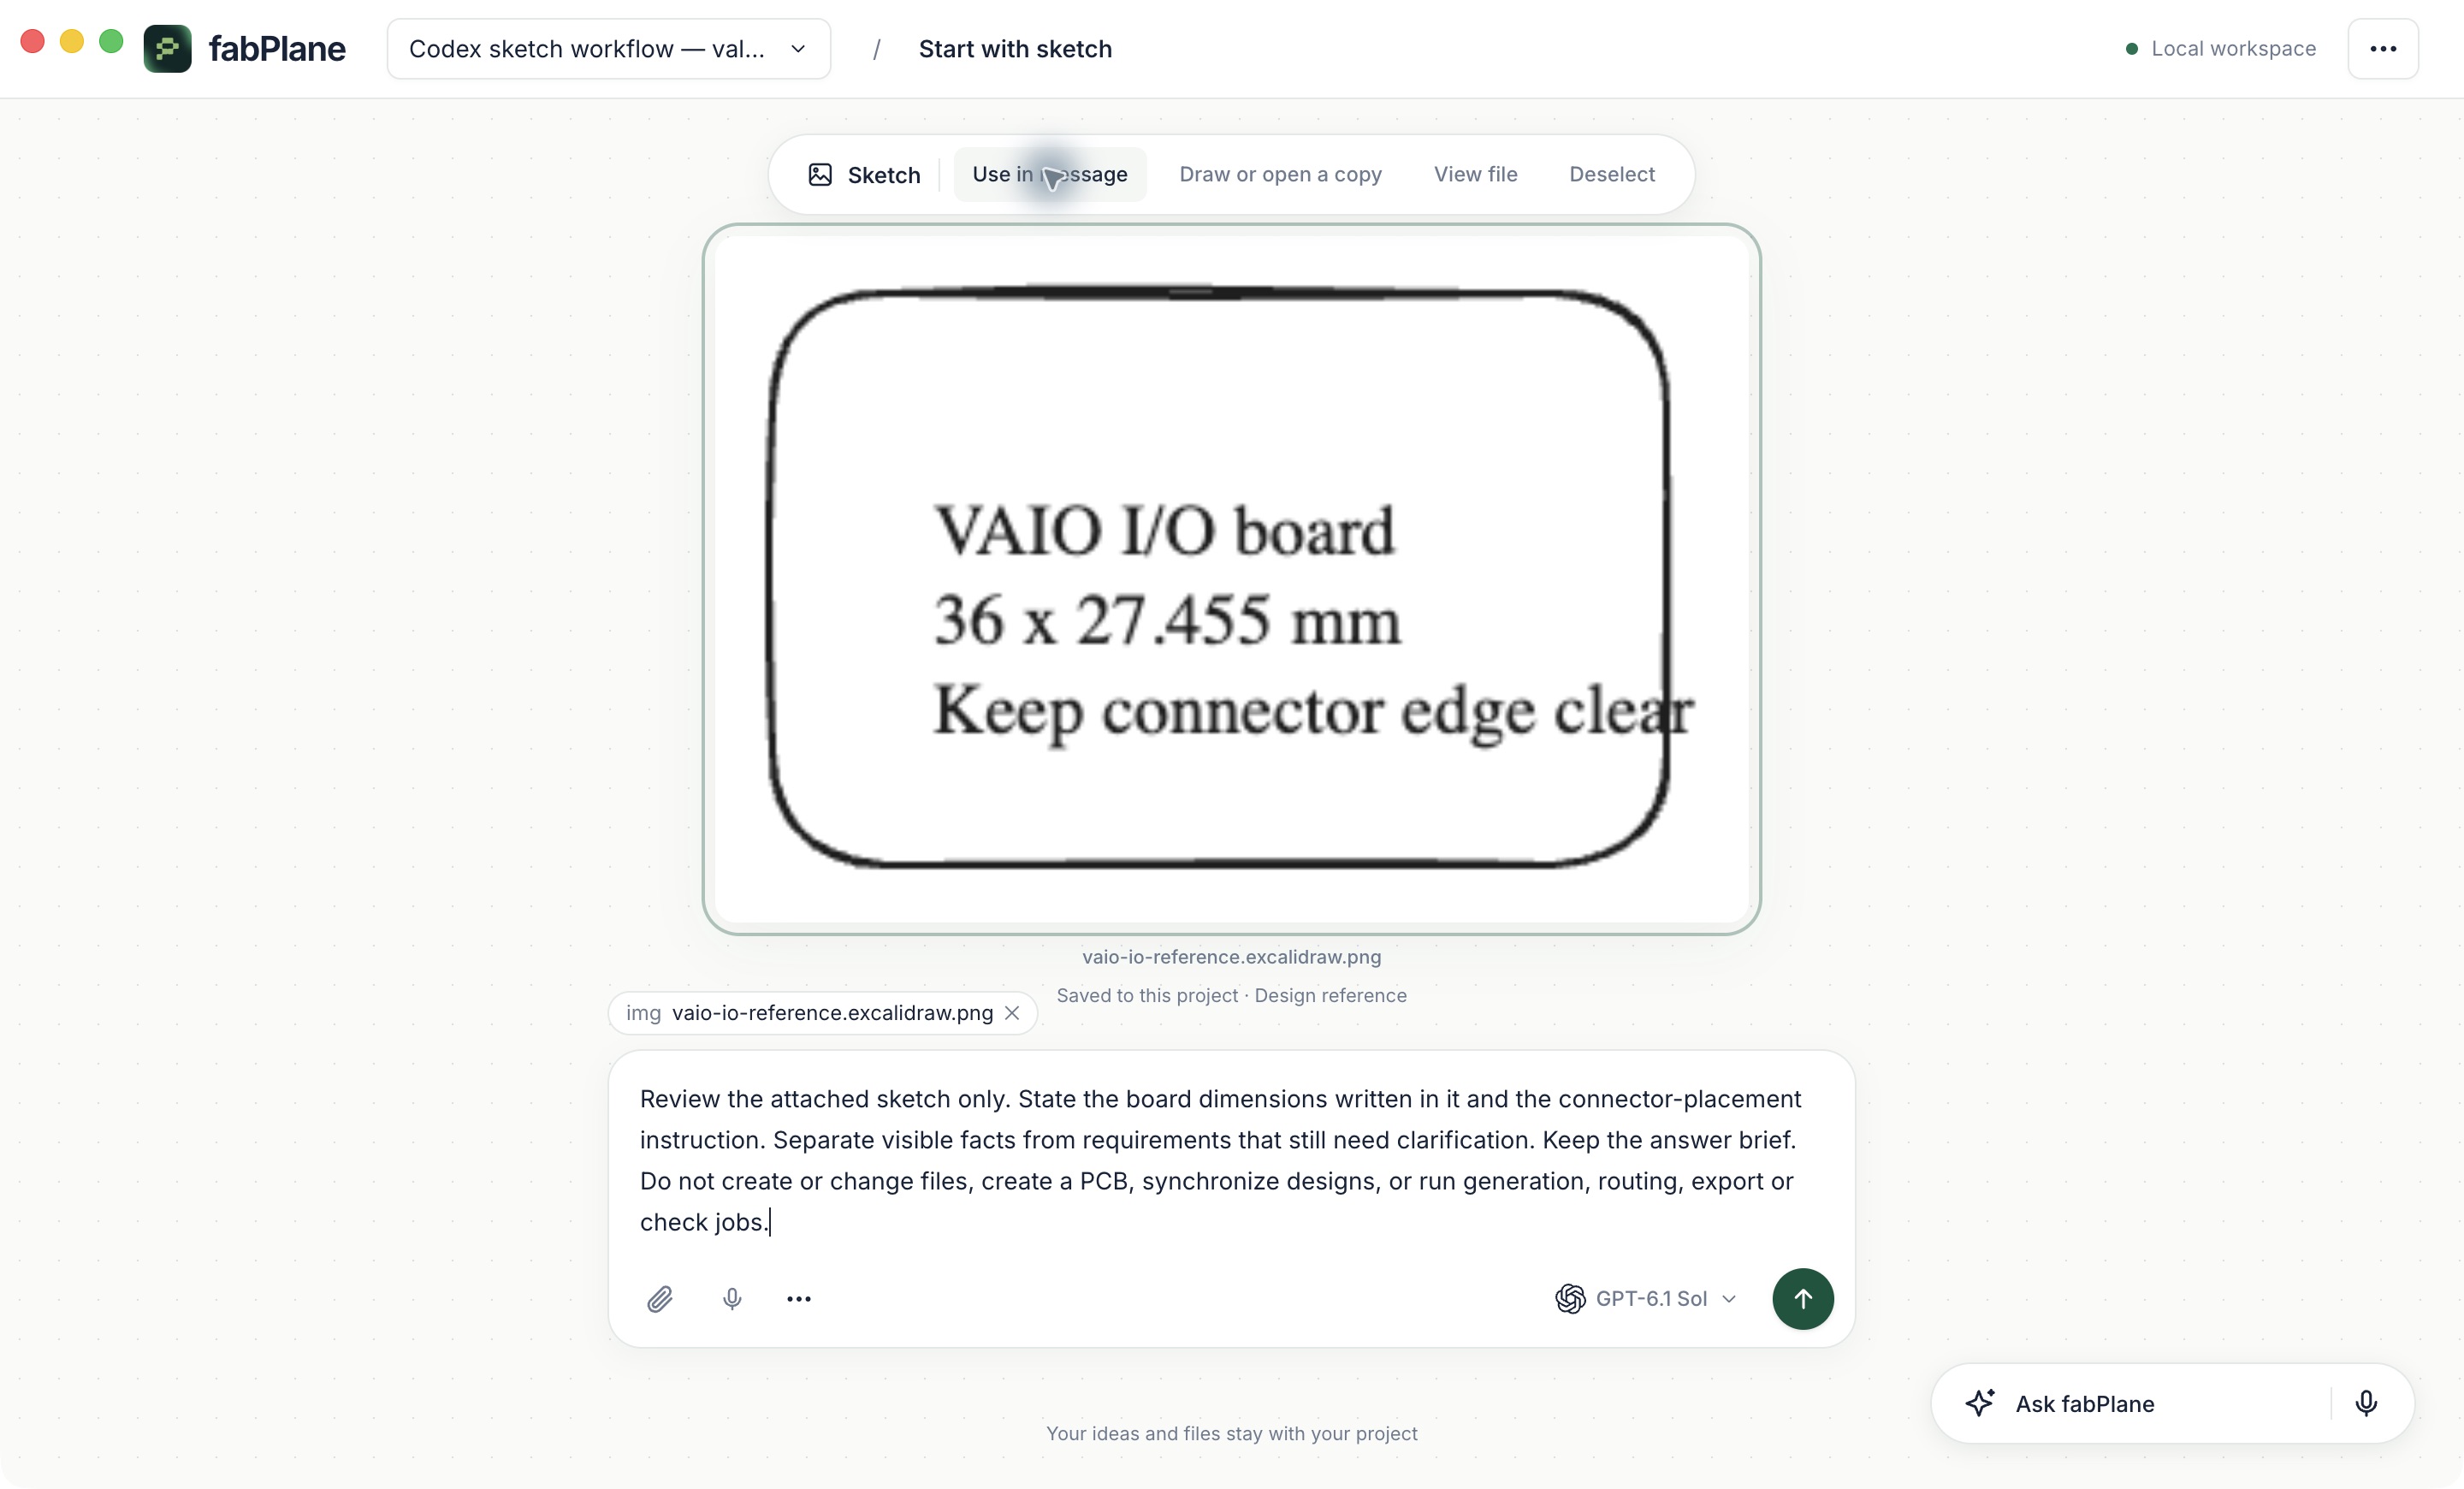 fabPlane
Codex sketch workflow — val...
/
Start with sketch
Local workspace
Sketch
Use in message
Draw or open a copy
View file
Deselect
VAIO I/O board
36 x 27.455 mm
Keep connector edge clear
vaio-io-reference.excalidraw.png
Saved to this project · Design reference
img vaio-io-reference.excalidraw.png
Review the attached sketch only. State the board dimensions written in it and the connector-placement
instruction. Separate visible facts from requirements that still need clarification. Keep the answer brief.
Do not create or change files, create a PCB, synchronize designs, or run generation, routing, export or
check jobs.
GPT-6.1 Sol
Ask fabPlane
Your ideas and files stay with your project